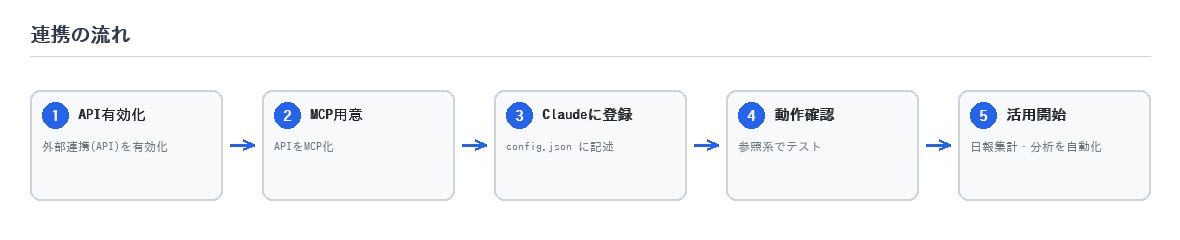 連携の流れ
1 API有効化
外部連携(API)を有効化
2 MCP用意
APIをMCP化
3 Claudeに登録
config.json に記述
4 動作確認
参照系でテスト
5 活用開始
日報集計・分析を自動化